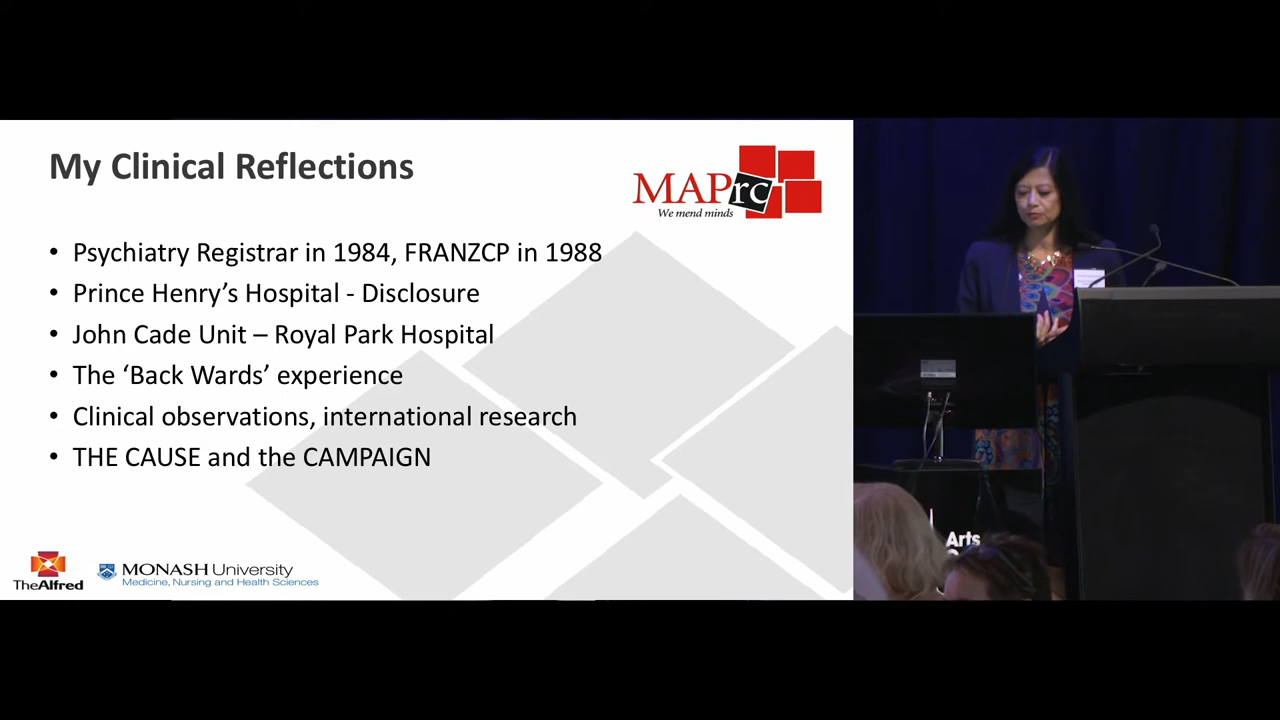 My Clinical Reflections
MAPrc
We mend minds
• Psychiatry Registrar in 1984, FRANZCP in 1988
• Prince Henry’s Hospital - Disclosure
• John Cade Unit – Royal Park Hospital
• The ‘Back Wards’ experience
• Clinical observations, international research
• THE CAUSE and the CAMPAIGN
TheAlfred
MONASH University
Medicine, Nursing and Health Sciences
Arts